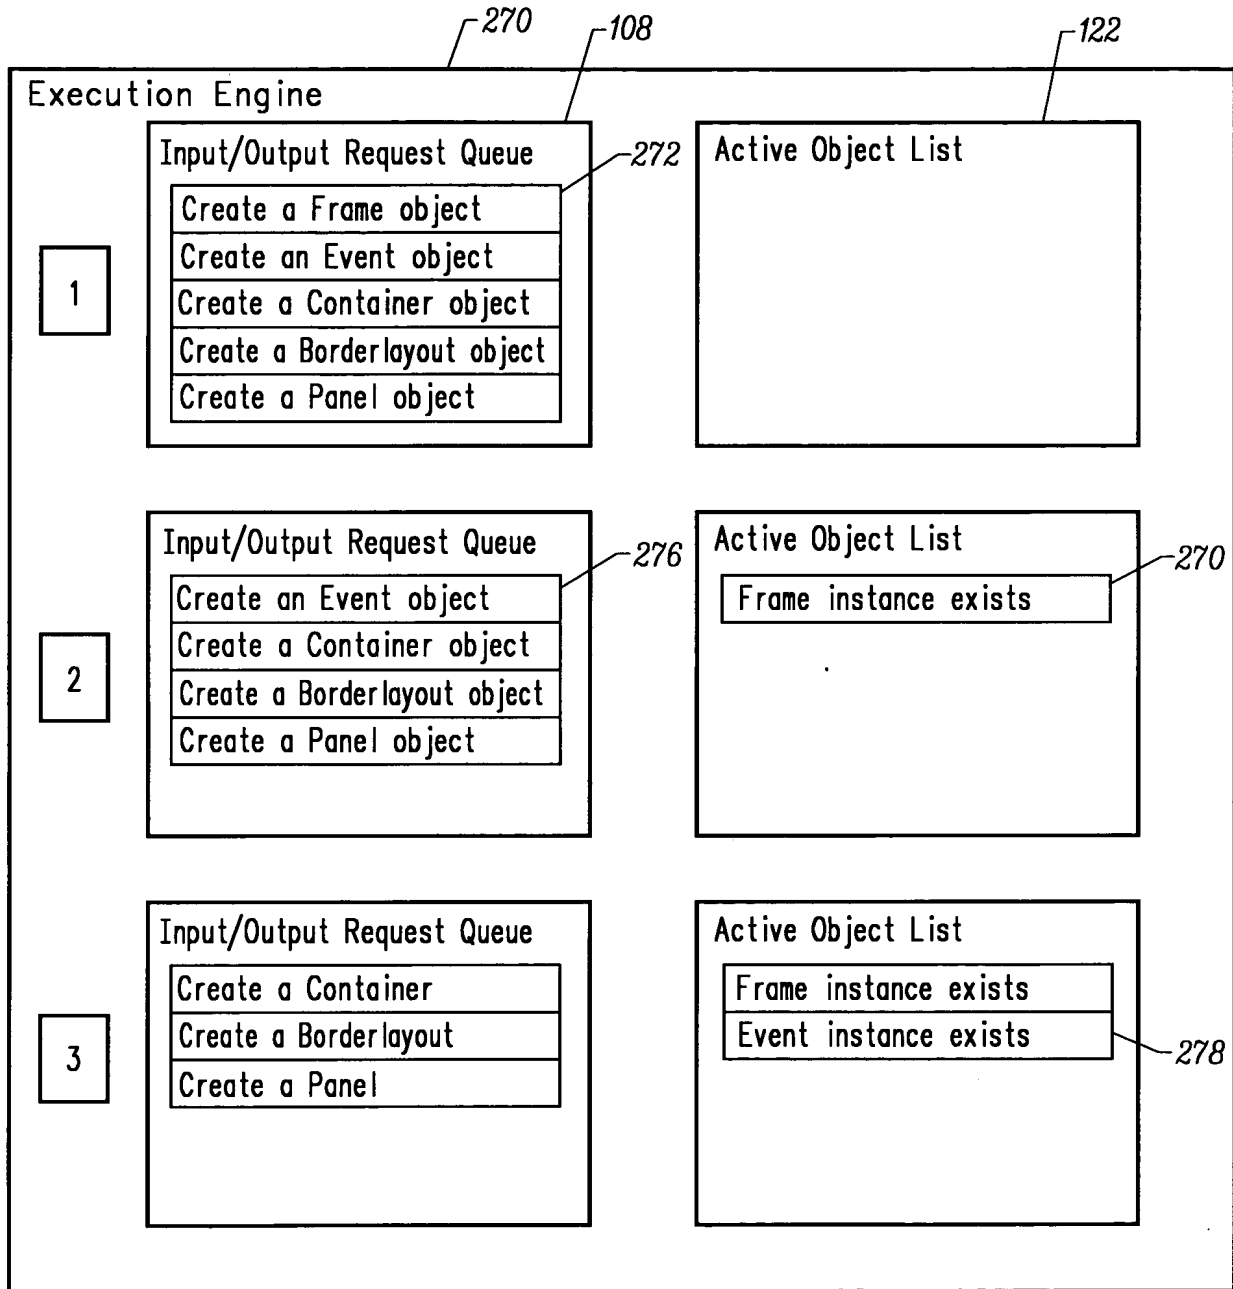 270
108
122
Execution Engine
Input/Output Request Queue
272
Active Object List
Create a Frame object
Create an Event object
1
Create a Container object
Create a Borderlayout object
Create a Panel object
Input/Output Request Queue
276
Active Object List
270
Create an Event object
Frame instance exists
Create a Container object
2
Create a Borderlayout object
Create a Panel object
Input/Output Request Queue
Active Object List
Create a Container
Frame instance exists
Create a Borderlayout
Event instance exists
278
3
Create a Panel